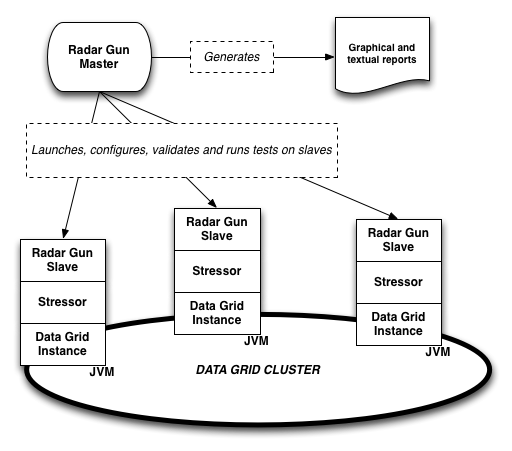 Radar Gun
Master
Generates
Graphical and
textual reports
Launches, configures, validates and runs tests on slaves
Radar Gun
Slave
Stressor
Data Grid
Instance
JVM
Radar Gun
Slave
Stressor
Data Grid
Instance
JVM
Radar Gun
Slave
Stressor
Data Grid
Instance
JVM
DATA GRID CLUSTER